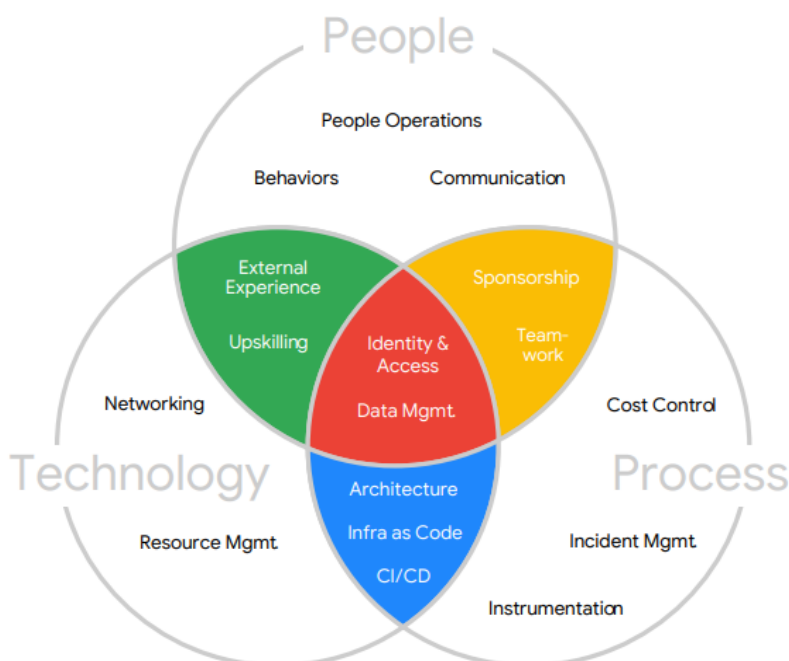 People
People Operations
Behaviors
Communication
External
Experience
Sponsorship
Upskilling
Identity &
Access
Team-
work
Networking
Data Mgmt.
Cost Control
Technology
Process
Architecture
Infra as Code
Resource Mgmt.
Incident Mgmt.
CI/CD
Instrumentation